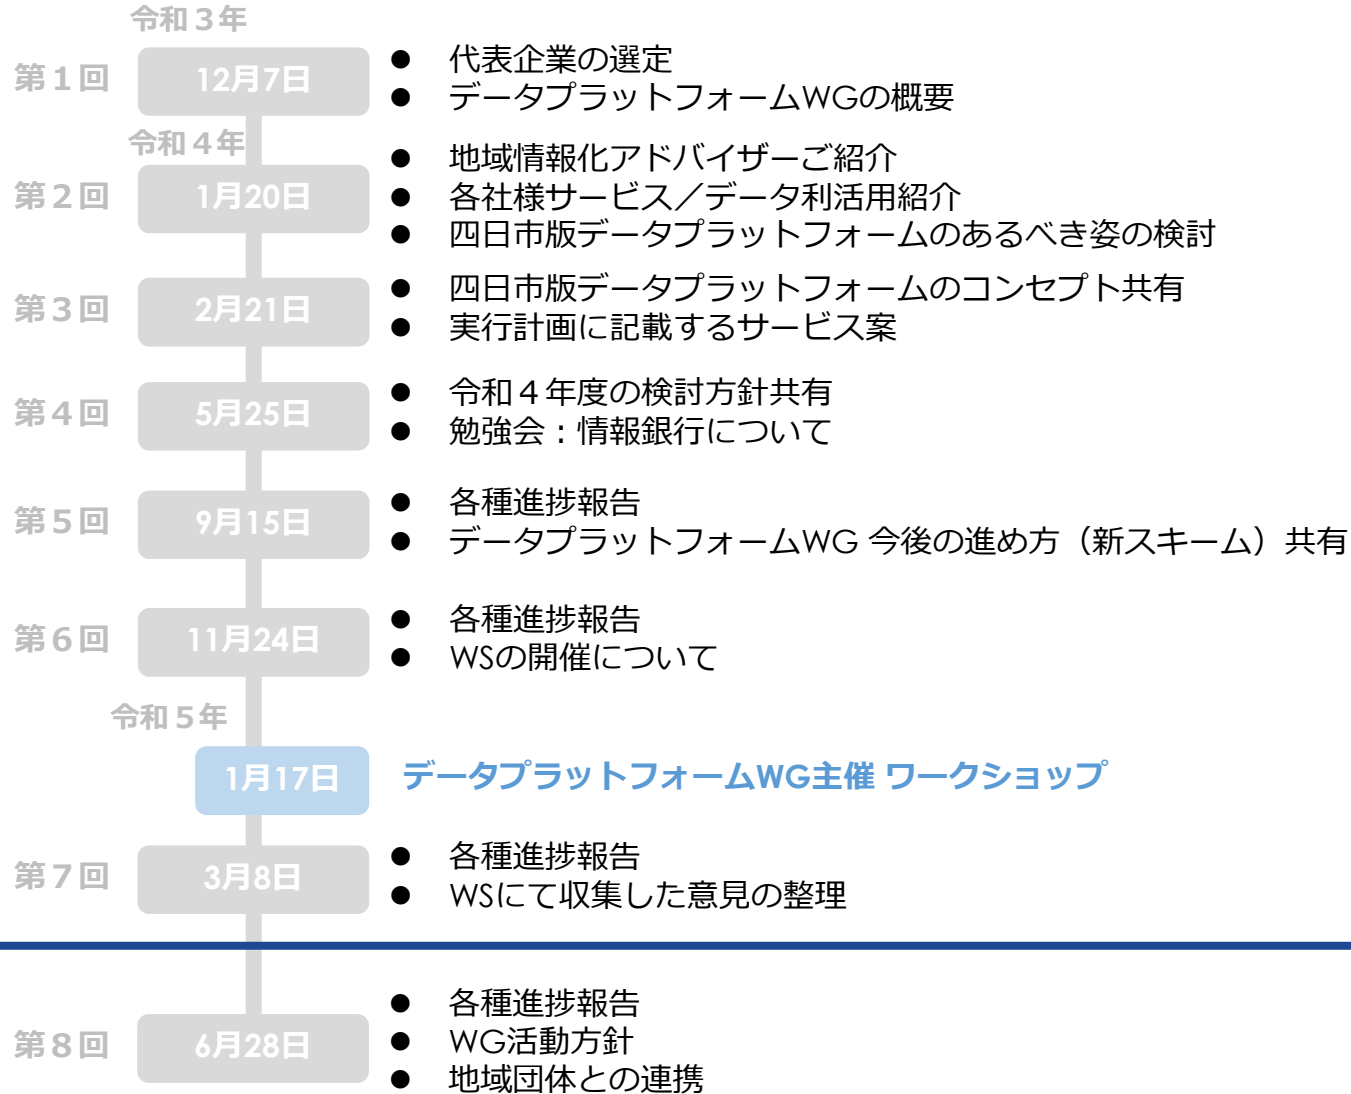 令和３年
第１回
12月7日
● 代表企業の選定
● データプラットフォームWGの概要
令和４年
第２回
1月20日
● 地域情報化アドバイザーご紹介
● 各社様サービス／データ利活用紹介
● 四日市版データプラットフォームのあるべき姿の検討
第３回
2月21日
● 四日市版データプラットフォームのコンセプト共有
● 実行計画に記載するサービス案
第４回
5月25日
● 令和４年度の検討方針共有
● 勉強会：情報銀行について
第５回
9月15日
● 各種進捗報告
● データプラットフォームWG 今後の進め方（新スキーム）共有
第６回
11月24日
● 各種進捗報告
● WSの開催について
令和５年
1月17日
データプラットフォームWG主催 ワークショップ
第７回
3月8日
● 各種進捗報告
● WSにて収集した意見の整理
第８回
6月28日
● 各種進捗報告
● WG活動方針
● 地域団体との連携